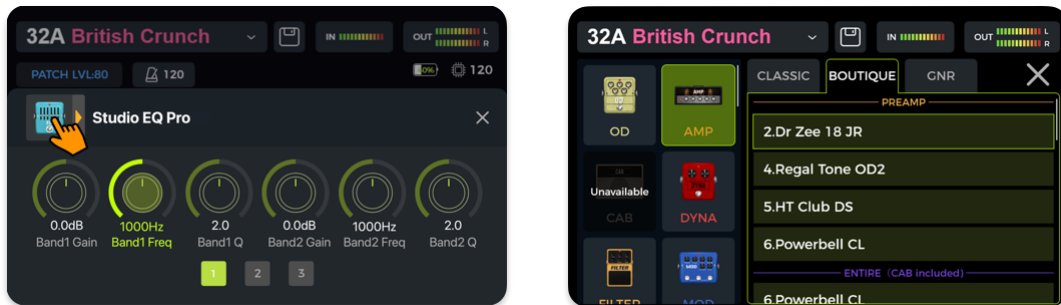 32A British Crunch
IN
OUT
L
R
PATCH LVL:80
120
0%
120
Studio EQ Pro
0.0dB
1000Hz
2.0
0.0dB
1000Hz
2.0
Band1 Gain
Band1 Freq
Band1 Q
Band2 Gain
Band2 Freq
Band2 Q
1
2
3
32A British Crunch
IN
OUT
L
R
OD
AMP
Unavailable
CAB
DYNA
FILTER
MOD
CLASSIC
BOUTIQUE
GNR
PREAMP
2.Dr Zee 18 JR
4.Regal Tone OD2
5.HT Club DS
6.Powerbell CL
ENTIRE (CAB included)
6.Powerbell CL